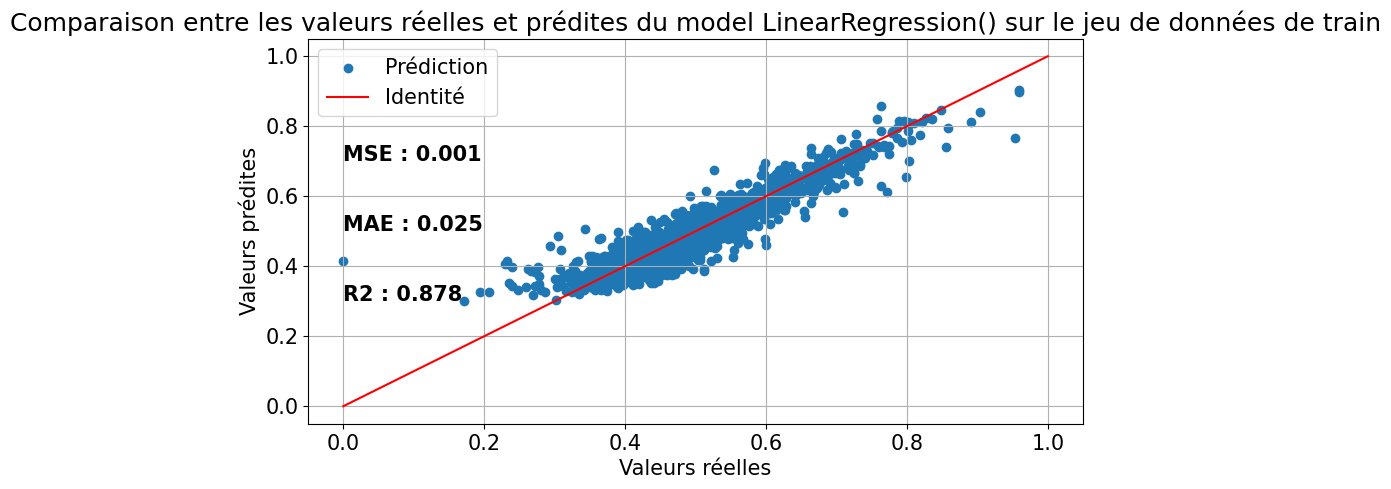 Comparaison entre les valeurs réelles et prédites du model LinearRegression() sur le jeu de données de train
1.0
0.8
0.6
0.4
0.2
0.0
Valeurs prédites
Prédiction
Identité
MSE : 0.001
MAE : 0.025
R2 : 0.878
0.0 0.2 0.4 0.6 0.8 1.0
Valeurs réelles